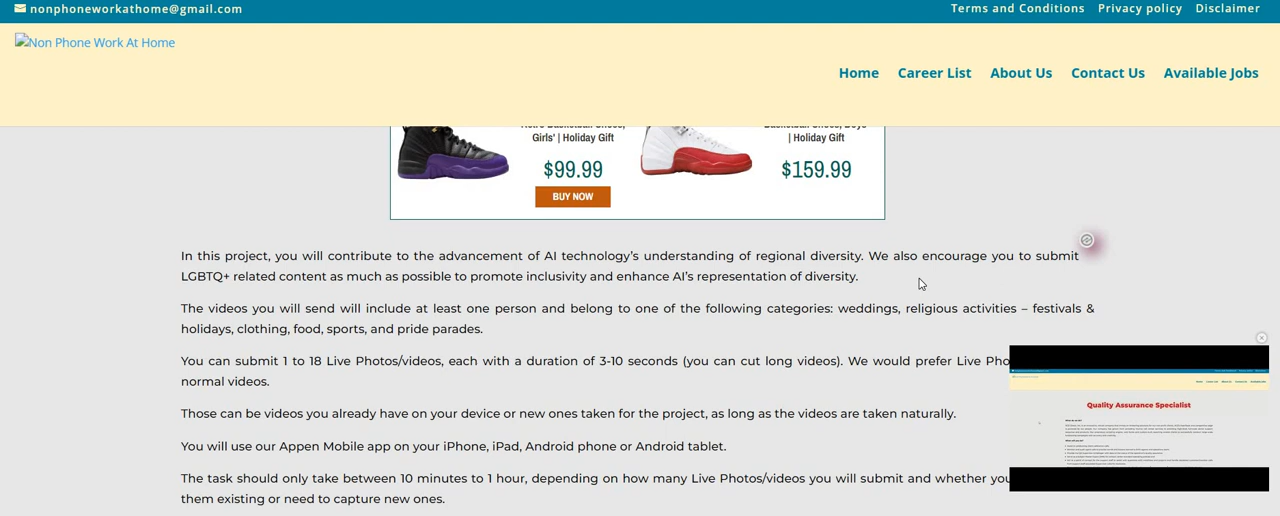 nonphoneworkathome@gmail.com
Terms and Conditions Privacy policy Disclaimer
Non Phone Work At Home
Home Career List About Us Contact Us Available Jobs
Girls' | Holiday Gift
| Holiday Gift
$99.99
$159.99
BUY NOW
In this project, you will contribute to the advancement of AI technology's understanding of regional diversity. We also encourage you to submit
LGBTQ+ related content as much as possible to promote inclusivity and enhance AI's representation of diversity.
The videos you will send will include at least one person and belong to one of the following categories: weddings, religious activities – festivals &
holidays, clothing, food, sports, and pride parades.
You can submit 1 to 18 Live Photos/videos, each with a duration of 3-10 seconds (you can cut long videos). We would prefer Live Pho
normal videos.
Those can be videos you already have on your device or new ones taken for the project, as long as the videos are taken naturally.
You will use our Appen Mobile app on your iPhone, iPad, Android phone or Android tablet.
The task should only take between 10 minutes to 1 hour, depending on how many Live Photos/videos you will submit and whether you
them existing or need to capture new ones.
Quality Assurance Specialist